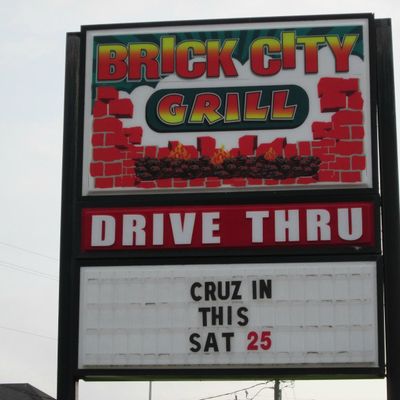 BRICK CITY
GRILL
DRIVE THRU
CRUZ IN
THIS
SAT 25